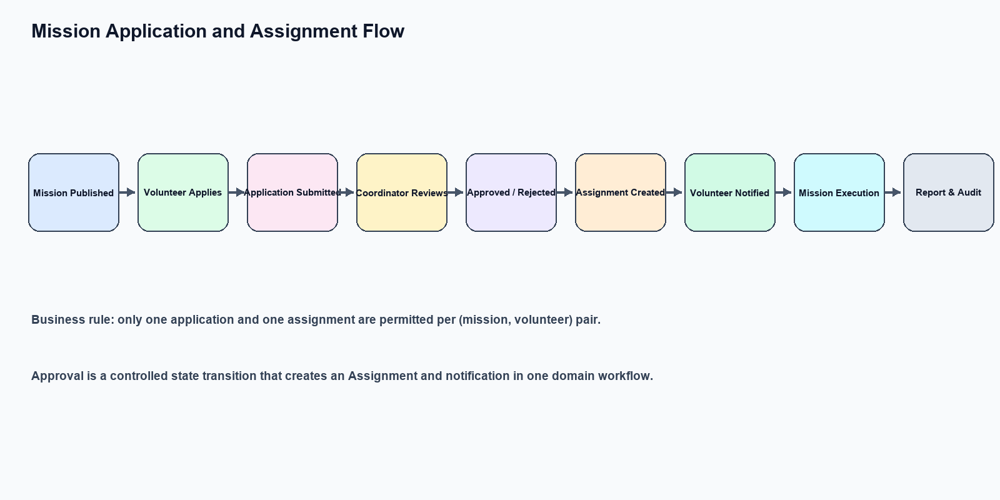 Mission Application and Assignment Flow
Mission Published
Volunteer Applies
Application Submitted
Coordinator Reviews
Approved / Rejected
Assignment Created
Volunteer Notified
Mission Execution
Report & Audit
Business rule: only one application and one assignment are permitted per (mission, volunteer) pair.
Approval is a controlled state transition that creates an Assignment and notification in one domain workflow.